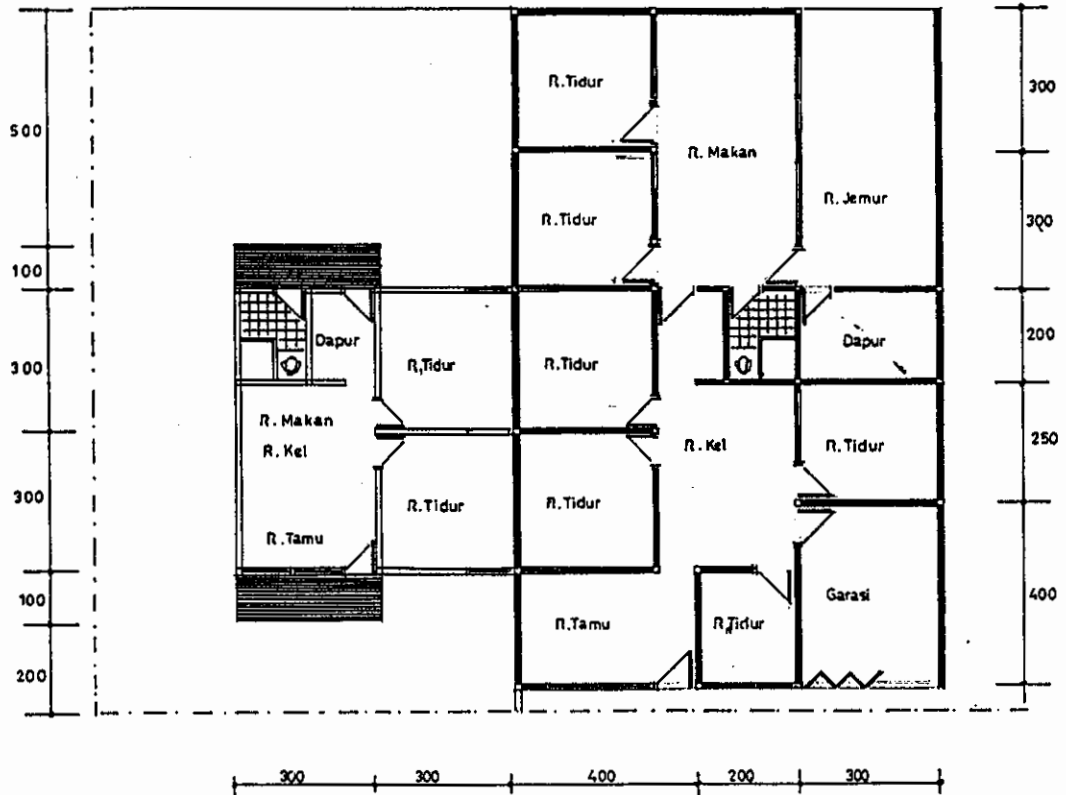 R.Tidur
300
500
R. Makan
R. Jemur
R.Tidur
300
100
Dapur
R.Tidur
R.Tidur
Dapur
200
300
R. Makan
R. Kel
R. Kel
R. Tidur
250
R.Tidur
R.Tidur
300
R. Tamu
Garasi
400
100
R.Tamu
R.Tidur
200
300
300
400
200
300